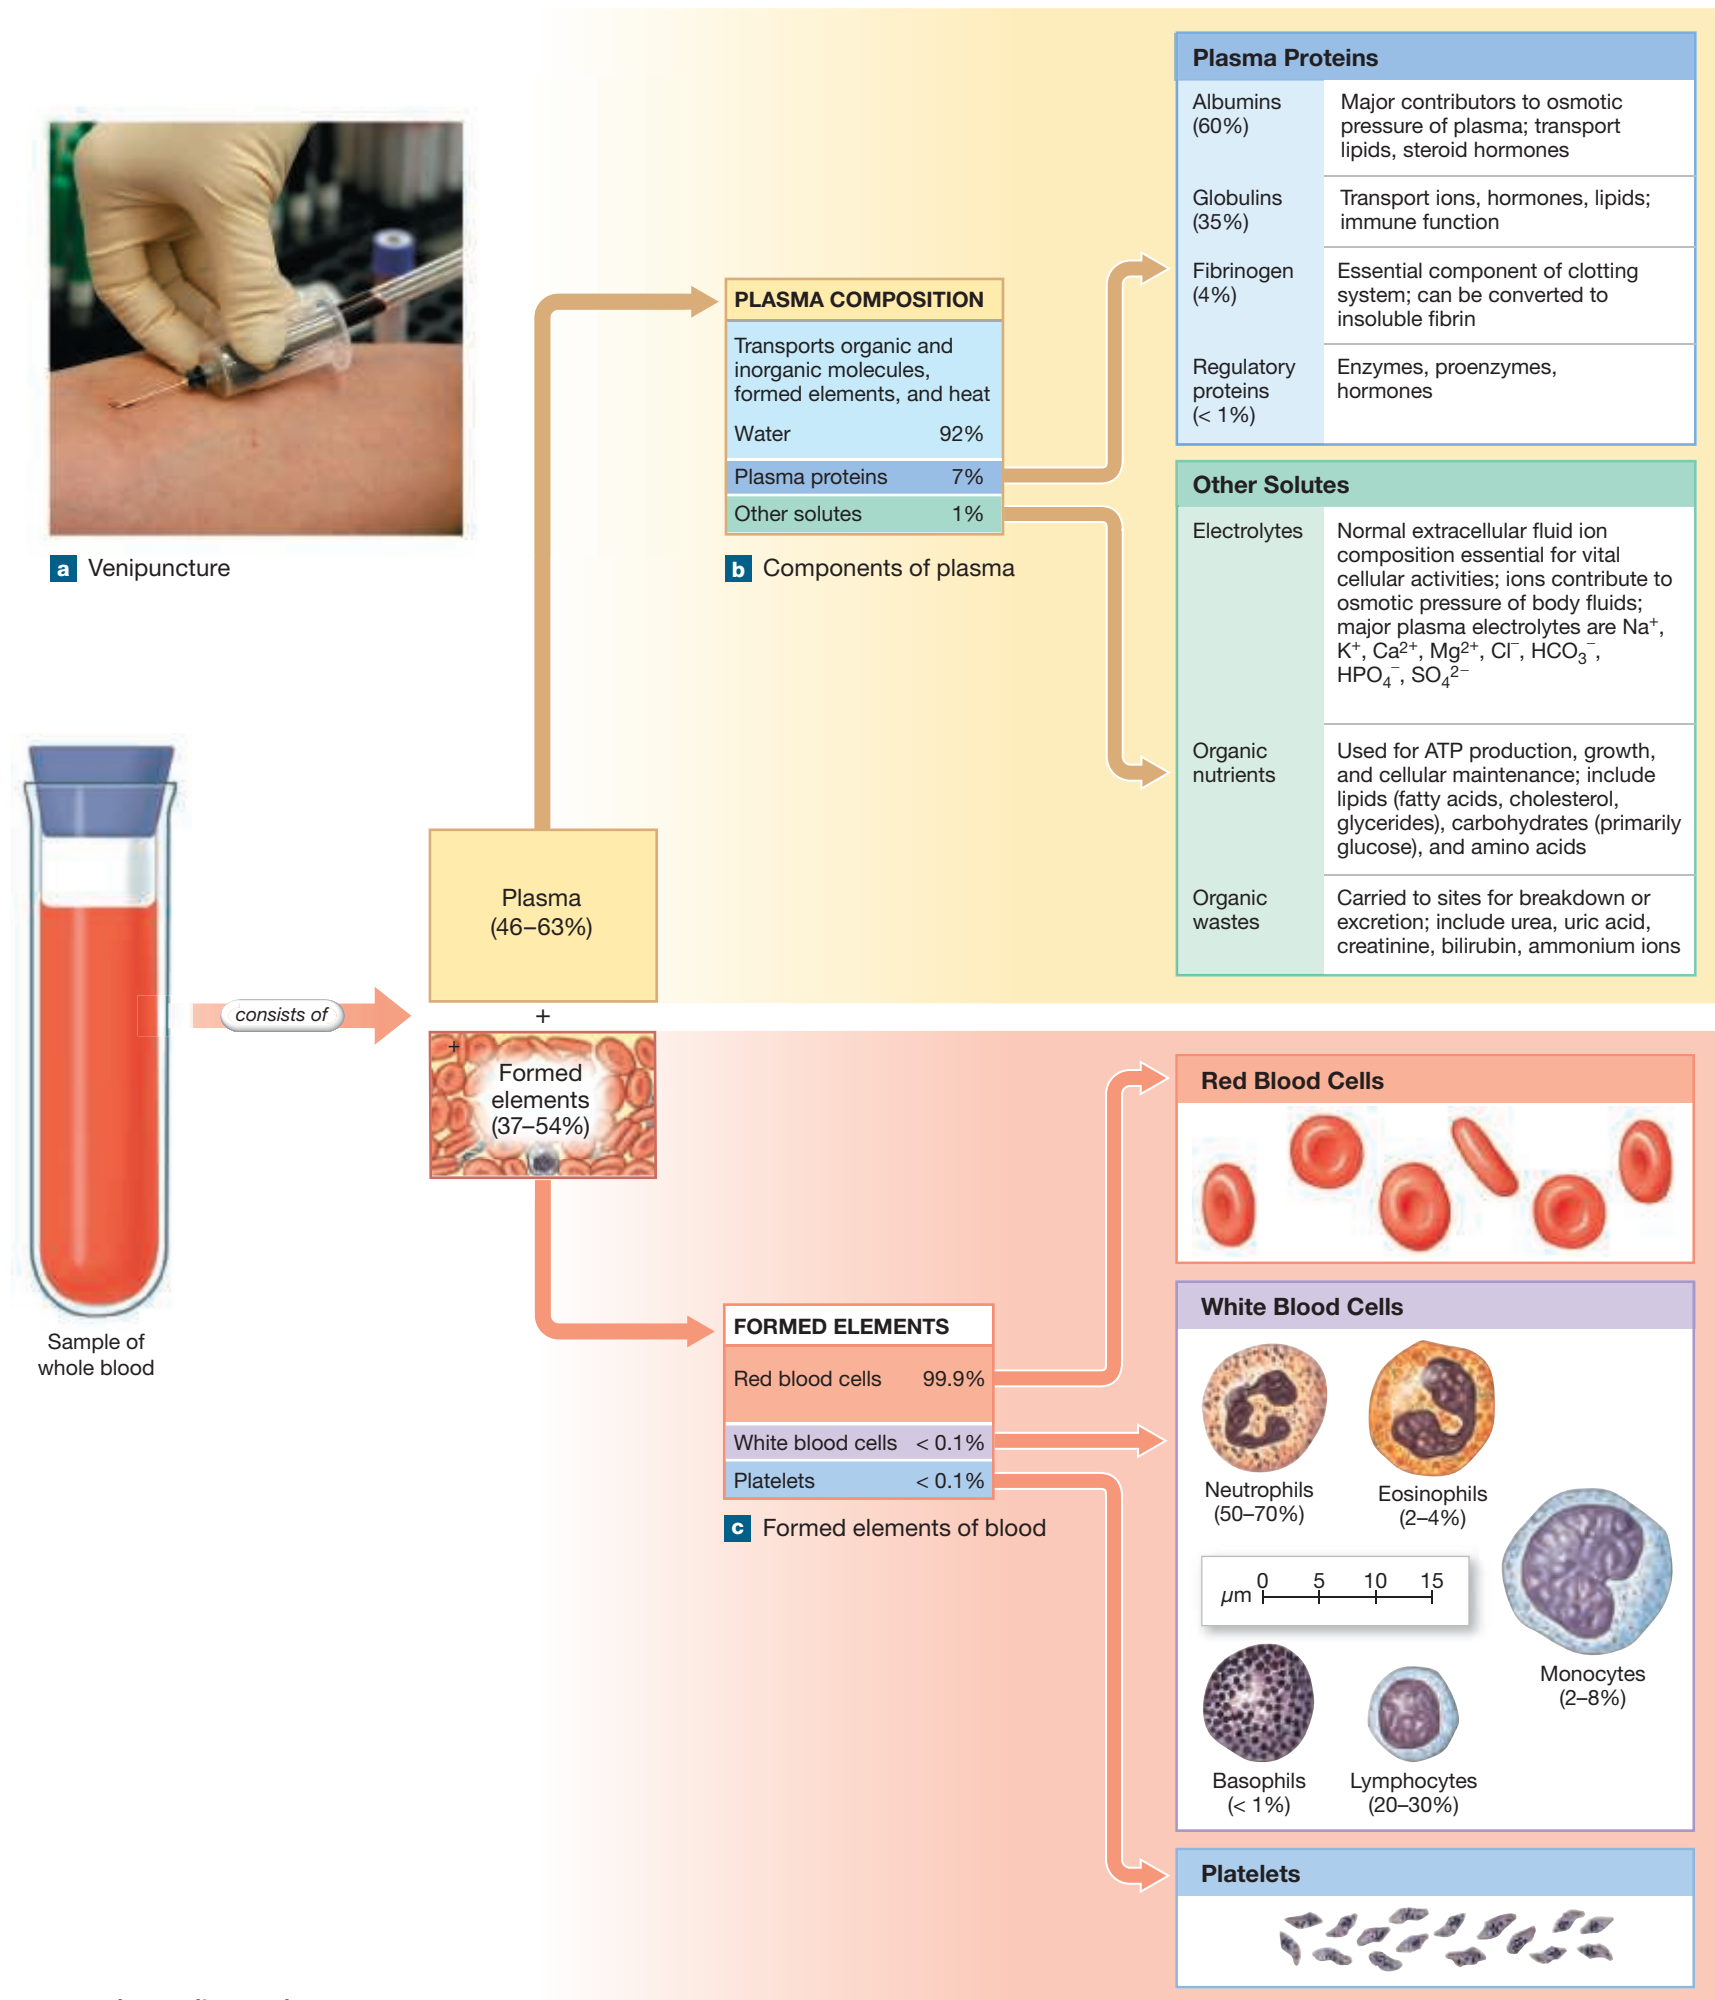 a Venipuncture
Sample of
whole blood
consists of
Plasma
(46–63%)
+
+
Formed
elements
(37–54%)
PLASMA COMPOSITION
Transports organic and
inorganic molecules,
formed elements, and heat
Water 92%
Plasma proteins 7%
Other solutes 1%
b Components of plasma
Plasma Proteins
Albumins
(60%)
Major contributors to osmotic
pressure of plasma; transport
lipids, steroid hormones
Globulins
(35%)
Transport ions, hormones, lipids;
immune function
Fibrinogen
(4%)
Essential component of clotting
system; can be converted to
insoluble fibrin
Regulatory
proteins
(< 1%)
Enzymes, proenzymes,
hormones
Other Solutes
Electrolytes
Normal extracellular fluid ion
composition essential for vital
cellular activities; ions contribute to
osmotic pressure of body fluids;
major plasma electrolytes are Na⁺,
K⁺, Ca²⁺, Mg²⁺, Cl⁻, HCO₃⁻,
HPO₄⁻, SO₄²⁻
Organic
nutrients
Used for ATP production, growth,
and cellular maintenance; include
lipids (fatty acids, cholesterol,
glycerides), carbohydrates (primarily
glucose), and amino acids
Organic
wastes
Carried to sites for breakdown or
excretion; include urea, uric acid,
creatinine, bilirubin, ammonium ions
FORMED ELEMENTS
Red blood cells 99.9%
White blood cells < 0.1%
Platelets < 0.1%
c Formed elements of blood
Red Blood Cells
White Blood Cells
Neutrophils
(50–70%)
Eosinophils
(2–4%)
µm 0 5 10 15
Monocytes
(2–8%)
Basophils
(< 1%)
Lymphocytes
(20–30%)
Platelets